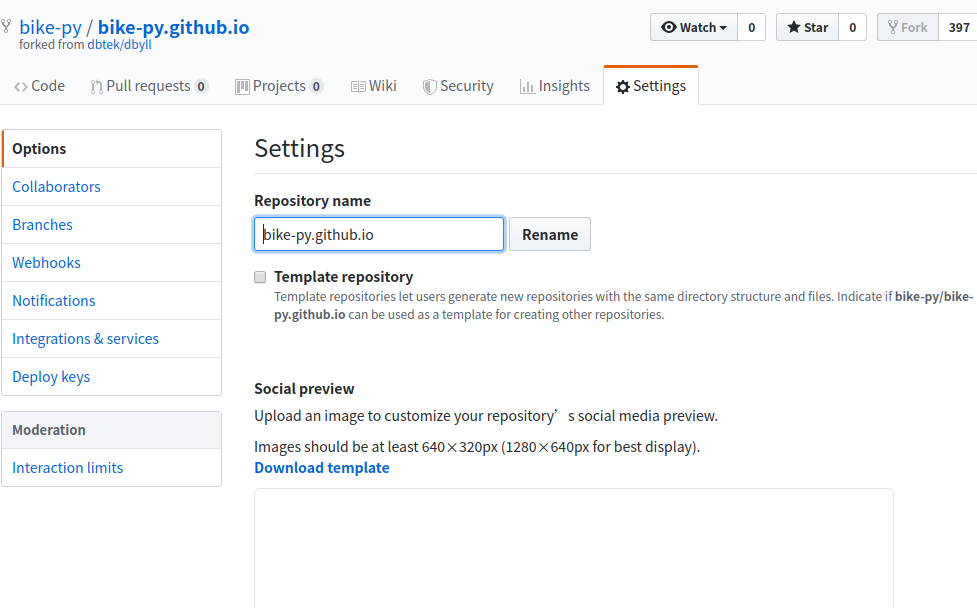 bike-py / bike-py.github.io
Watch 0 Star 0 Fork 397
forked from dbtek/dbyll
Code Pull requests 0 Projects 0 Wiki Security Insights Settings
Options
Collaborators
Branches
Webhooks
Notifications
Integrations & services
Deploy keys
Moderation
Interaction limits
Settings
Repository name
bike-py.github.io Rename
Template repository
Template repositories let users generate new repositories with the same directory structure and files. Indicate if bike-py/bike-
py.github.io can be used as a template for creating other repositories.
Social preview
Upload an image to customize your repository’s social media preview.
Images should be at least 640×320px (1280×640px for best display).
Download template